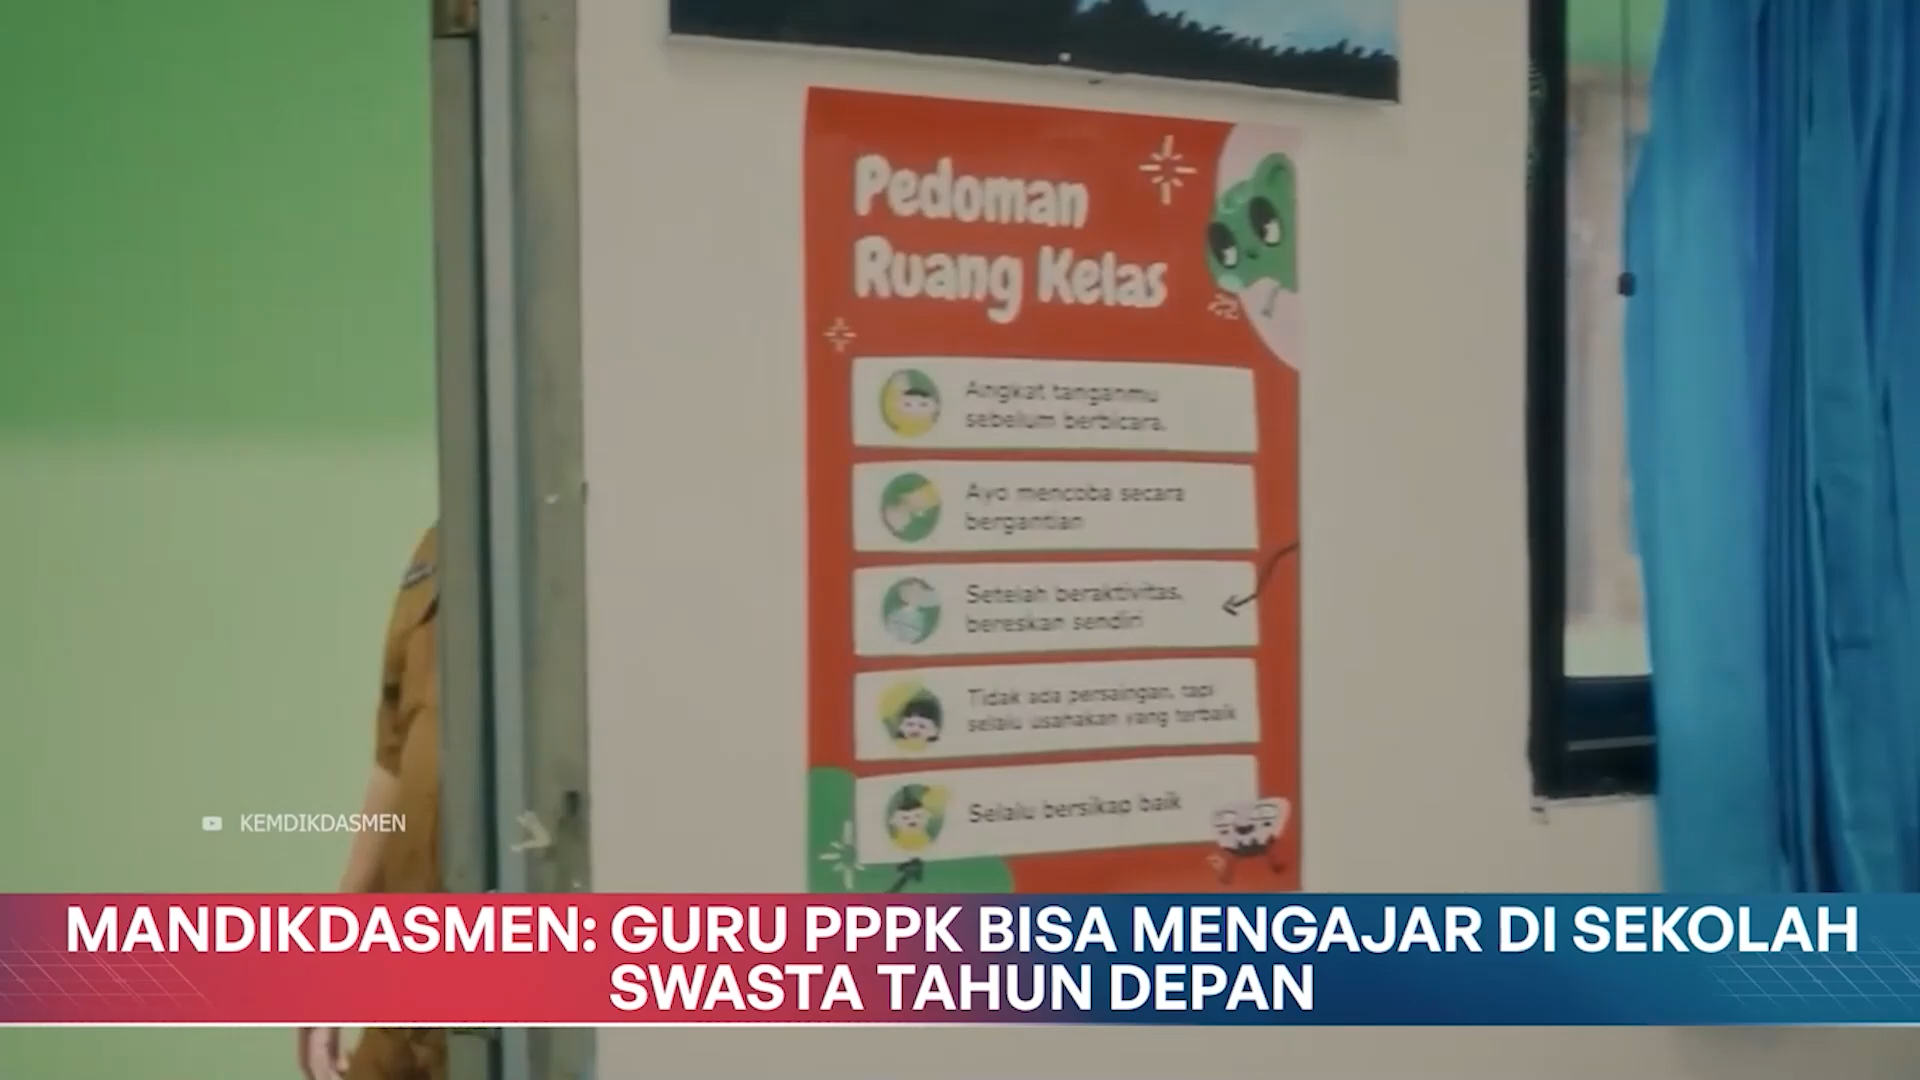 Pedoman
Ruang Kelas
Angkat tanganmu
sebelum berbicara.
Ayo mencoba secara
bergantian
Setelah beraktivitas,
bereskan sendiri
Tidak ada persaingan, tapi
selalu usahakan yang terbaik
Selalu bersikap baik
KEMDIKDASMEN
MANDIKDASMEN: GURU PPPK BISA MENGAJAR DI SEKOLAH
SWASTA TAHUN DEPAN